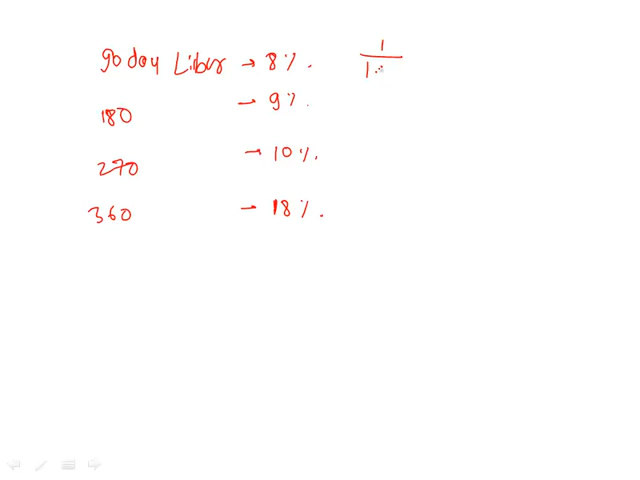 90 day Libor → 8%. 1
1
180 → 9%.
270 → 10%.
360 → 18%.